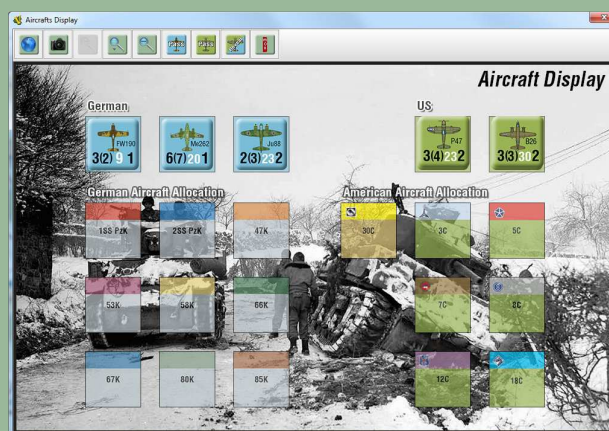 Aircrafts Display
Pass Pass
Aircraft Display
German US
FW190 Me262 Ju88 P47 B26
3(2) 9 1 6(7) 20 1 2(3) 23 2 3(4) 23 2 3(3) 30 2
German Aircraft Allocation American Aircraft Allocation
1SS PzK 2SS PzK 47K 30C 3C 5C
53K 58K 66K 7C 8C
67K 80K 85K 12C 18C